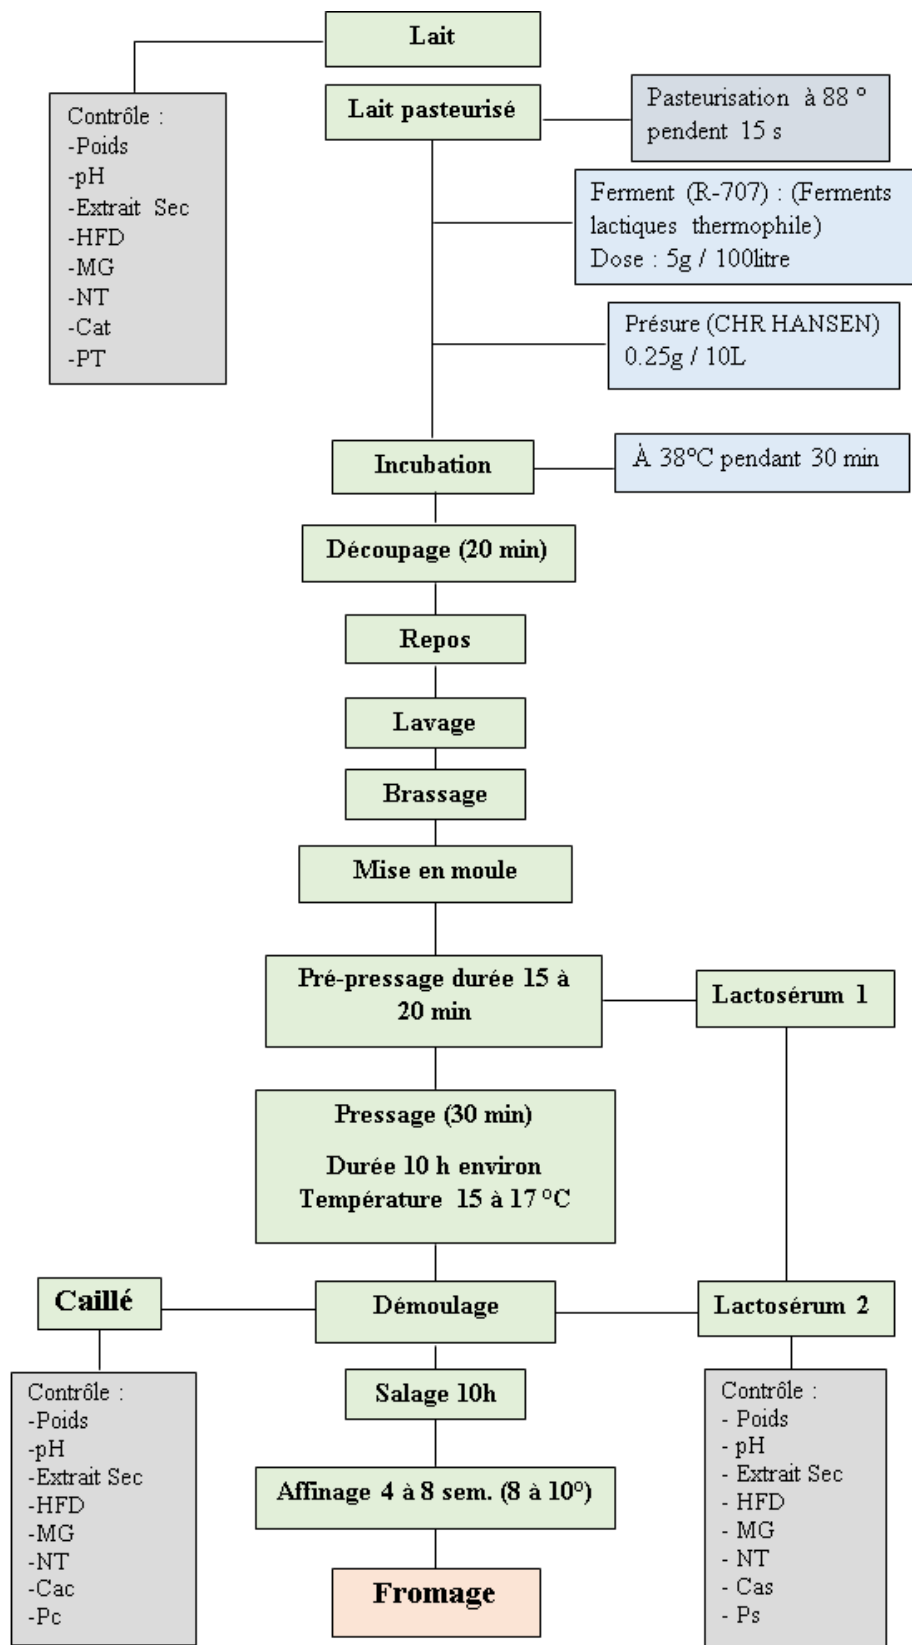 Lait
Contrôle :
-Poids
-pH
-Extrait Sec
-HFD
-MG
-NT
-Cat
-PT
Lait pasteurisé
Pasteurisation à 88 °
pendent 15 s
Ferment (R-707) : (Ferments
lactiques thermophile)
Dose : 5g / 100litre
Présure (CHR HANSEN)
0.25g / 10L
Incubation
À 38°C pendant 30 min
Découpage (20 min)
Repos
Lavage
Brassage
Mise en moule
Pré-pressage durée 15 à
20 min
Lactosérum 1
Pressage (30 min)
Durée 10 h environ
Température 15 à 17 °C
Caillé
Démoulage
Lactosérum 2
Contrôle :
-Poids
-pH
-Extrait Sec
-HFD
-MG
-NT
-Cac
-Pc
Salage 10h
Affinage 4 à 8 sem. (8 à 10°)
Fromage
Contrôle :
- Poids
- pH
- Extrait Sec
- HFD
- MG
- NT
- Cas
- Ps